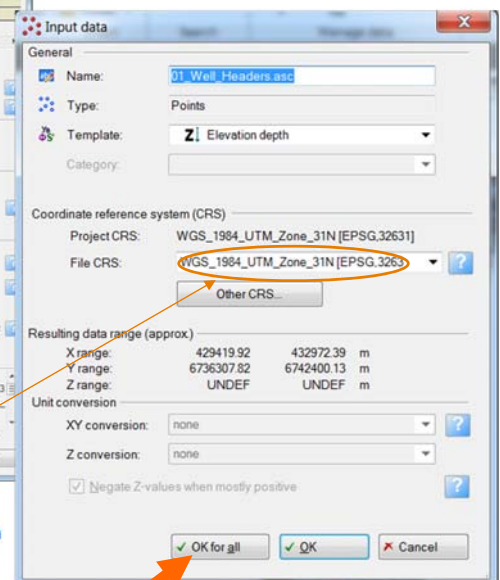 Input data
General
Name: 01_Well_Headers.asc
Type: Points
Template: Z Elevation depth
Category:
Coordinate reference system (CRS)
Project CRS: WGS_1984_UTM_Zone_31N [EPSG,32631]
File CRS: WGS_1984_UTM_Zone_31N [EPSG,3263
Other CRS...
Resulting data range (approx.)
X range: 429419.92 432972.39 m
Y range: 6736307.82 6742400.13 m
Z range: UNDEF UNDEF m
Unit conversion
XY conversion: none
Z conversion: none
Negate Z-values when mostly positive
OK for all OK Cancel